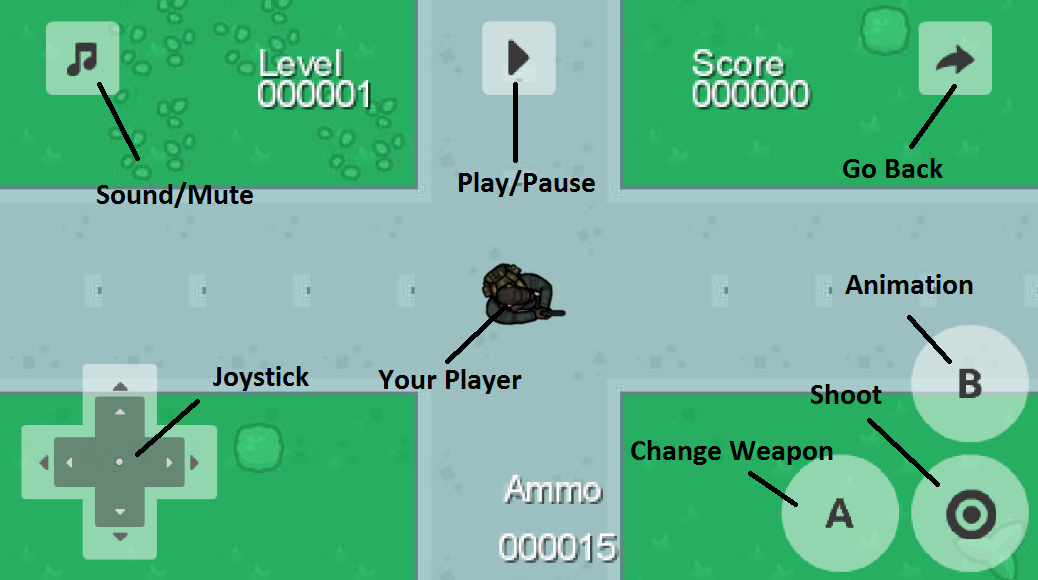 Level
000001
Score
000000
Sound/Mute
Play/Pause
Go Back
Animation
Joystick
Your Player
Shoot
Change Weapon
B
A
Ammo
000015